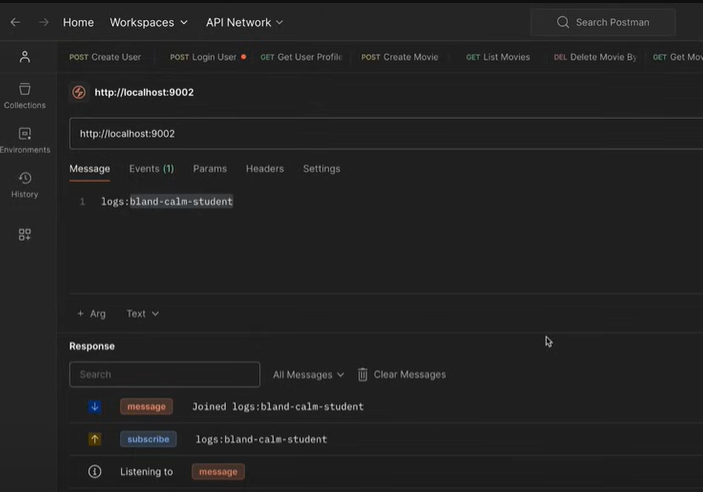 Home Workspaces API Network Search Postman
POST Create User POST Login User GET Get User Profile POST Create Movie GET List Movies DEL Delete Movie By GET Get Mov
Collections
Environments
History
http://localhost:9002
http://localhost:9002
Message Events (1) Params Headers Settings
1 logs:bland-calm-student
+ Arg Text
Response
Search All Messages Clear Messages
message Joined logs:bland-calm-student
subscribe logs:bland-calm-student
Listening to message